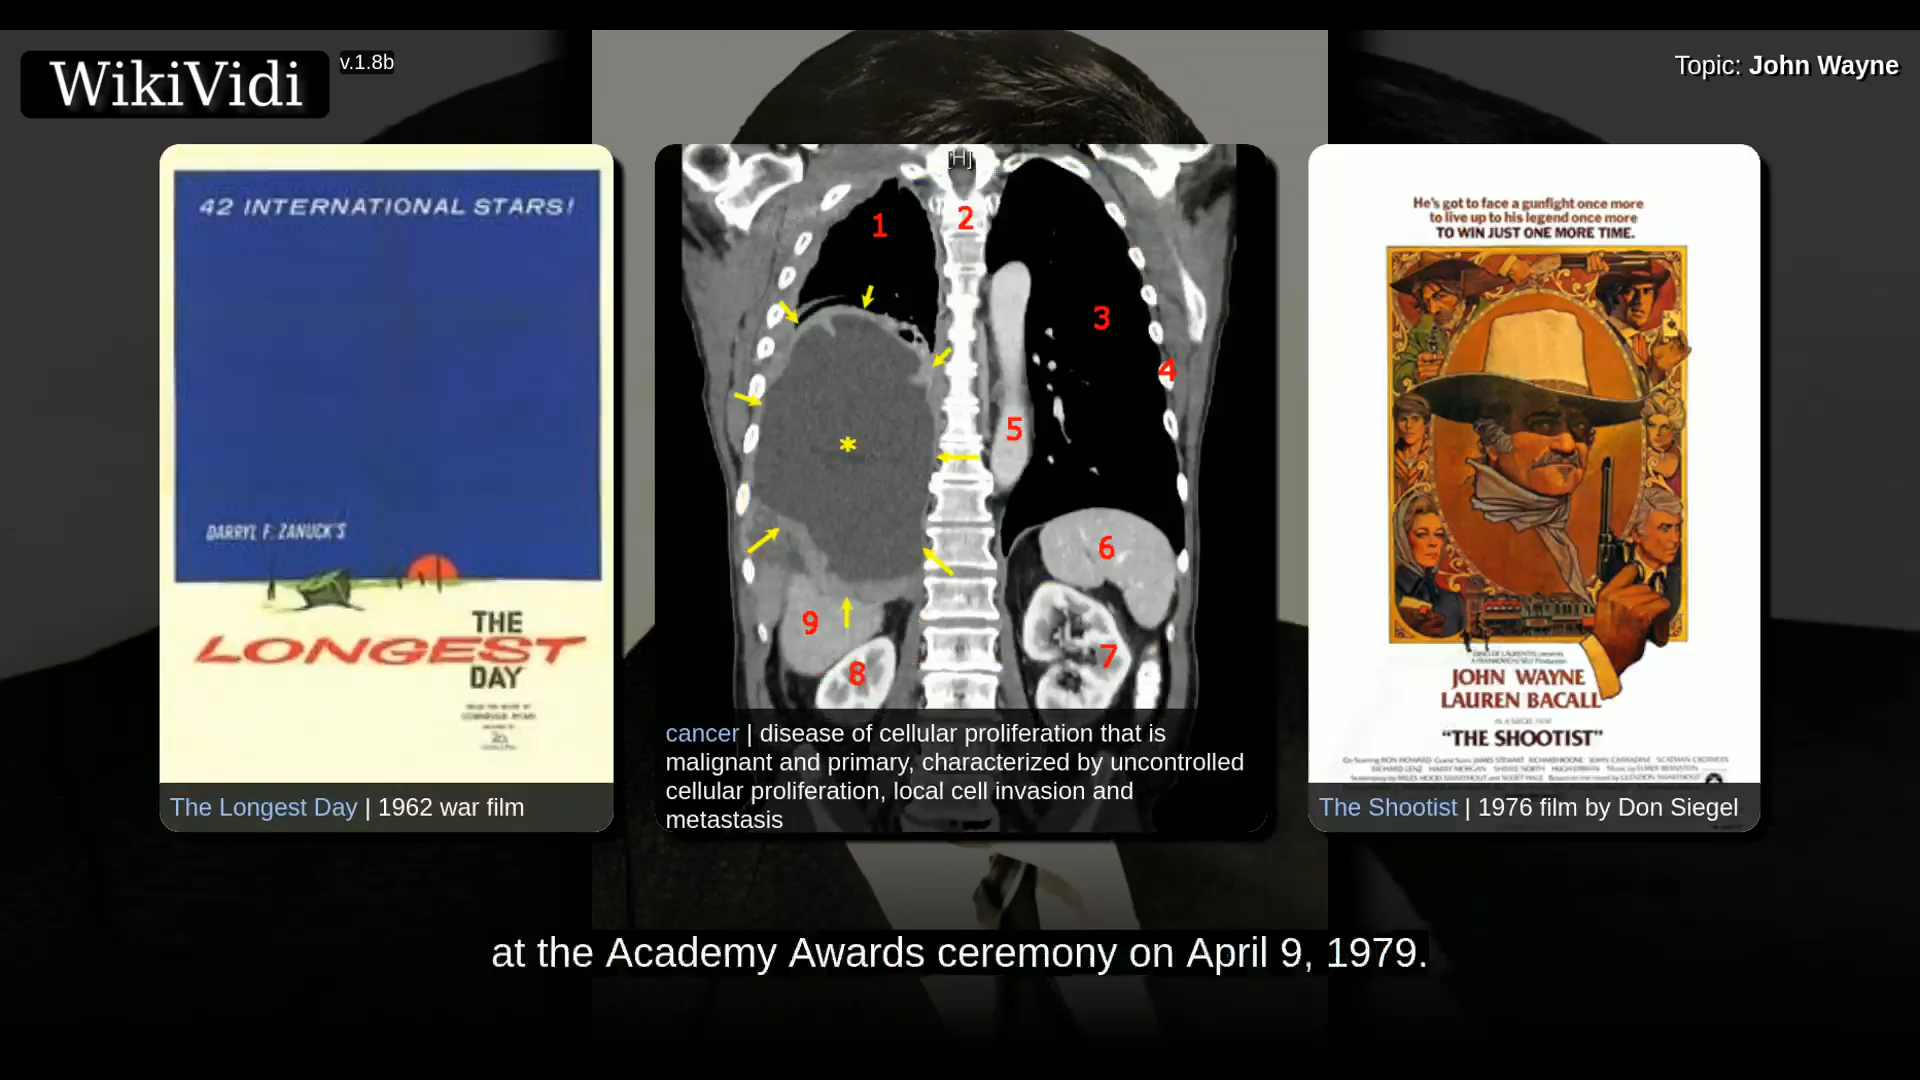 WikiVidi
v.1.8b
Topic: John Wayne
42 INTERNATIONAL STARS!
DARRYL F. ZANUCK'S
THE
LONGEST
DAY
The Longest Day | 1962 war film
[H]
1
2
3
4
5
6
7
8
9
*
cancer | disease of cellular proliferation that is
malignant and primary, characterized by uncontrolled
cellular proliferation, local cell invasion and
metastasis
He's got to face a gunfight once more
to live up to his legend once more
TO WIN JUST ONE MORE TIME.
JOHN WAYNE
LAUREN BACALL
"THE SHOOTIST"
The Shootist | 1976 film by Don Siegel
at the Academy Awards ceremony on April 9, 1979.